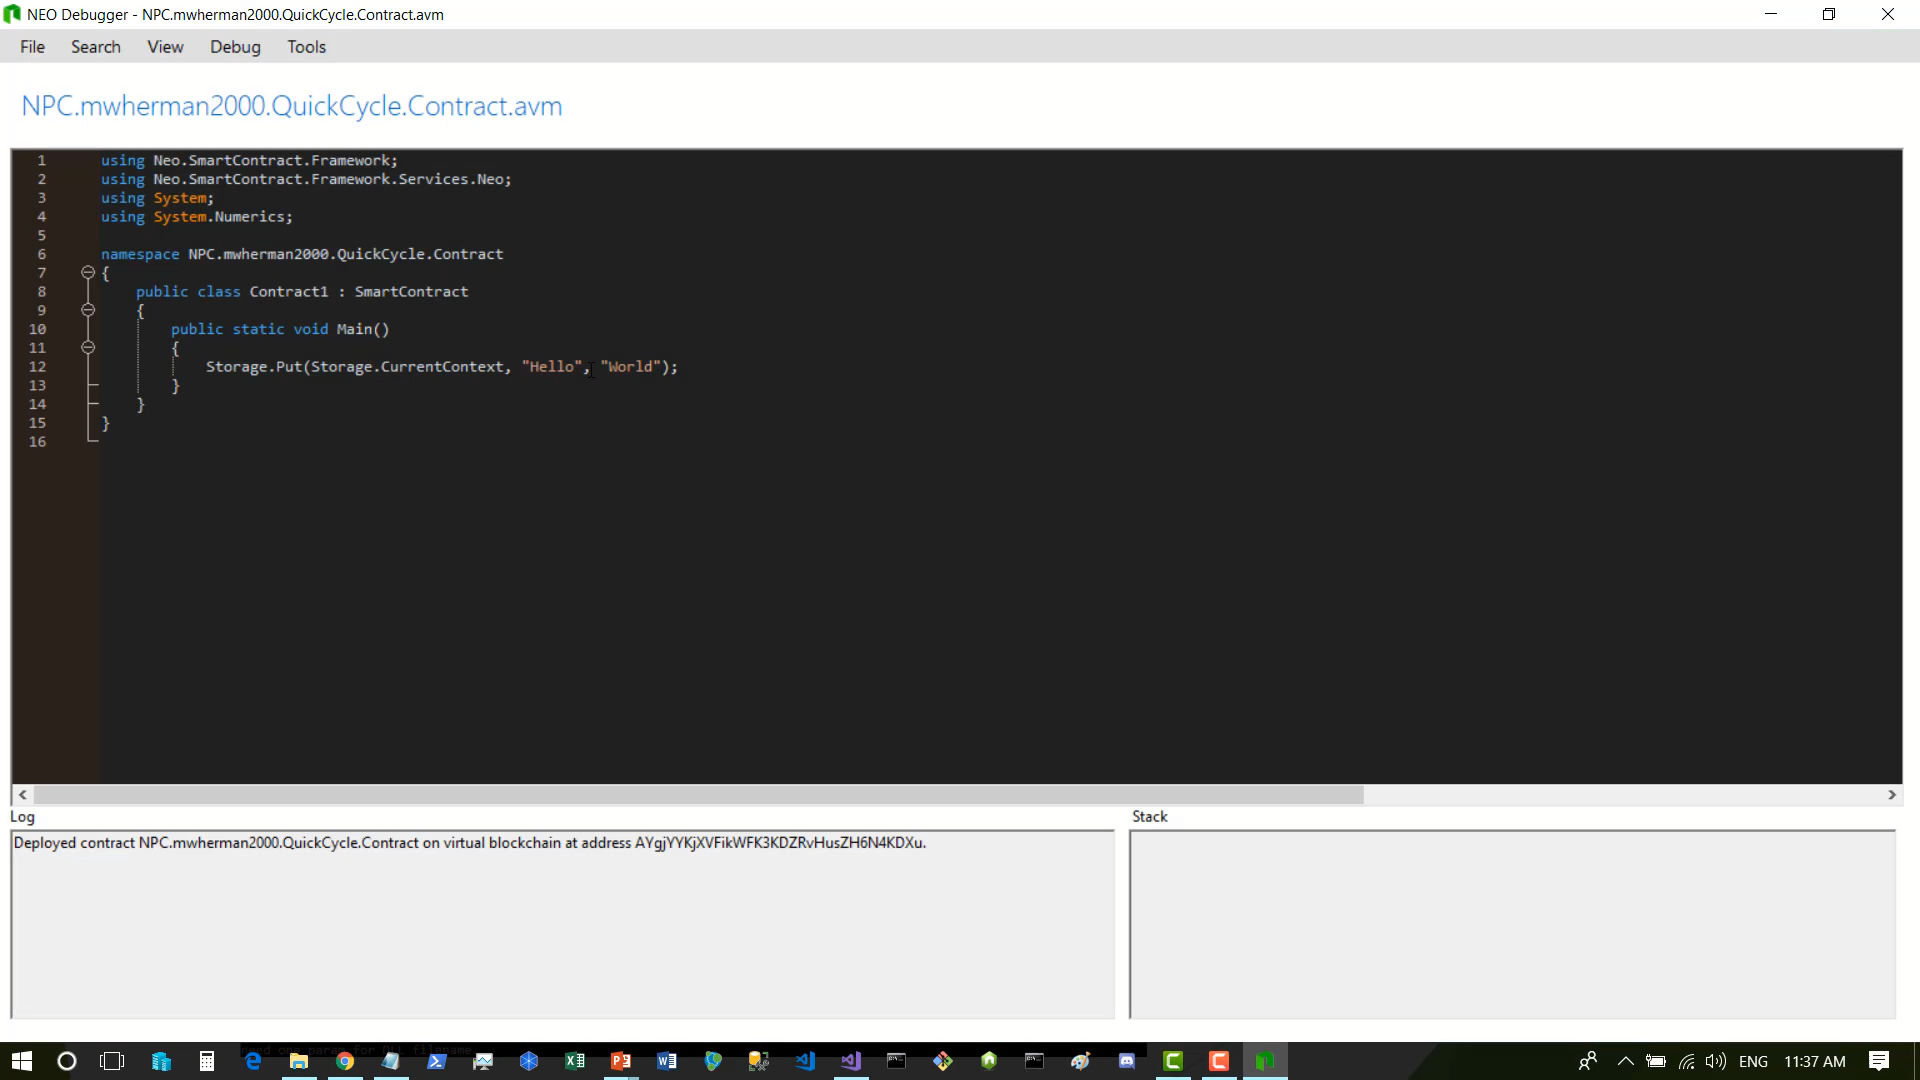 NEO Debugger - NPC.mwherman2000.QuickCycle.Contract.avm
File Search View Debug Tools
NPC.mwherman2000.QuickCycle.Contract.avm
1 using Neo.SmartContract.Framework;
2 using Neo.SmartContract.Framework.Services.Neo;
3 using System;
4 using System.Numerics;
5
6 namespace NPC.mwherman2000.QuickCycle.Contract
7 {
8 public class Contract1 : SmartContract
9 {
10 public static void Main()
11 {
12 Storage.Put(Storage.CurrentContext, "Hello", "World");
13 }
14 }
15 }
16
Log
Stack
Deployed contract NPC.mwherman2000.QuickCycle.Contract on virtual blockchain at address AYgjYYKjXVFikWFK3KDZRvHusZH6N4KDXu.
ENG 11:37 AM